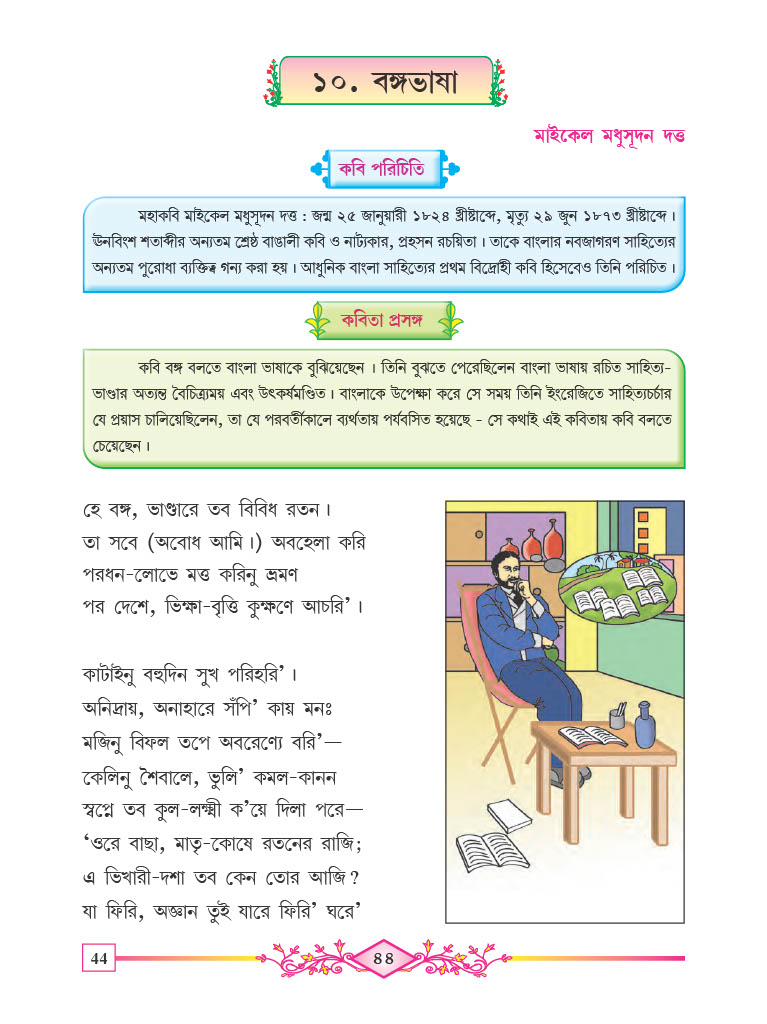 ১০. বঙ্গভাষা
মাইকেল মধুসূদন দত্ত
কবি পরিচিতি
মহাকবি মাইকেল মধুসূদন দত্ত : জন্ম ২৫ জানুয়ারী ১৮২৪ খ্রীষ্টাব্দে, মৃত্যু ২৯ জুন ১৮৭৩ খ্রীষ্টাব্দে ।
ঊনবিংশ শতাব্দীর অন্যতম শ্রেষ্ঠ বাঙালী কবি ও নাট্যকার, প্রহসন রচয়িতা । তাকে বাংলার নবজাগরণ সাহিত্যের
অন্যতম পুরোধা ব্যক্তিত্ব গন্য করা হয় । আধুনিক বাংলা সাহিত্যের প্রথম বিদ্রোহী কবি হিসেবেও তিনি পরিচিত ।
কবিতা প্রসঙ্গ
কবি বঙ্গ বলতে বাংলা ভাষাকে বুঝিয়েছেন । তিনি বুঝতে পেরেছিলেন বাংলা ভাষায় রচিত সাহিত্য-
ভাণ্ডার অত্যন্ত বৈচিত্র্যময় এবং উৎকর্ষমণ্ডিত । বাংলাকে উপেক্ষা করে সে সময় তিনি ইংরেজিতে সাহিত্যচর্চার
যে প্রয়াস চালিয়েছিলেন, তা যে পরবর্তীকালে ব্যর্থতায় পর্যবসিত হয়েছে - সে কথাই এই কবিতায় কবি বলতে
চেয়েছেন ।
হে বঙ্গ, ভাণ্ডারে তব বিবিধ রতন ।
তা সবে (অবোধ আমি ।) অবহেলা করি
পরধন-লোভে মত্ত করিনু ভ্রমণ
পর দেশে, ভিক্ষা-বৃত্তি কুক্ষণে আচরি’ ।
কাটাইনু বহুদিন সুখ পরিহরি’ ।
অনিদ্রায়, অনাহারে সঁপি’ কায় মনঃ
মজিনু বিফল তপে অবরেণ্যে বরি’—
কেলিনু শৈবালে, ভুলি’ কমল-কানন
স্বপ্নে তব কুল-লক্ষ্মী ক’য়ে দিলা পরে—
‘ওরে বাছা, মাতৃ-কোষে রতনের রাজি;
এ ভিখারী-দশা তব কেন তোর আজি ?
যা ফিরি, অজ্ঞান তুই যারে ফিরি’ ঘরে’
44
৪৪